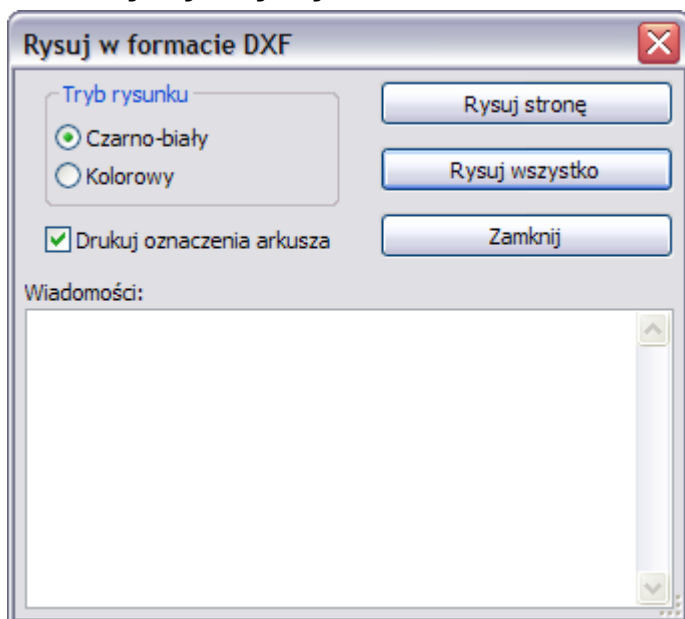 Rysuj w formacie DXF
Tryb rysunku
Czarno-biały
Kolorowy
Drukuj oznaczenia arkusza
Rysuj stronę
Rysuj wszystko
Zamknij
Wiadomości: